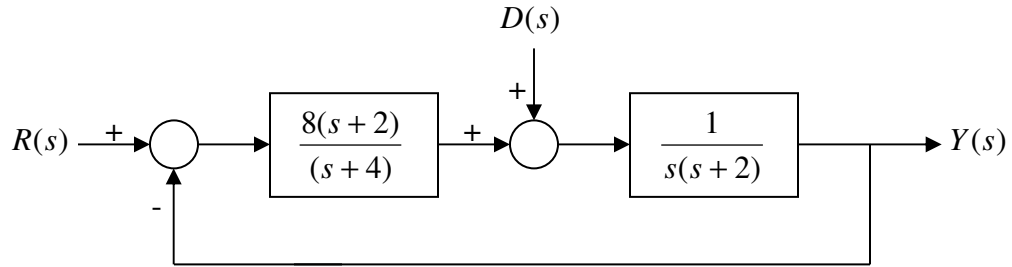 D(s)
+
R(s) + 8(s + 2) + 1 Y(s)
(s + 4) s(s + 2)
-